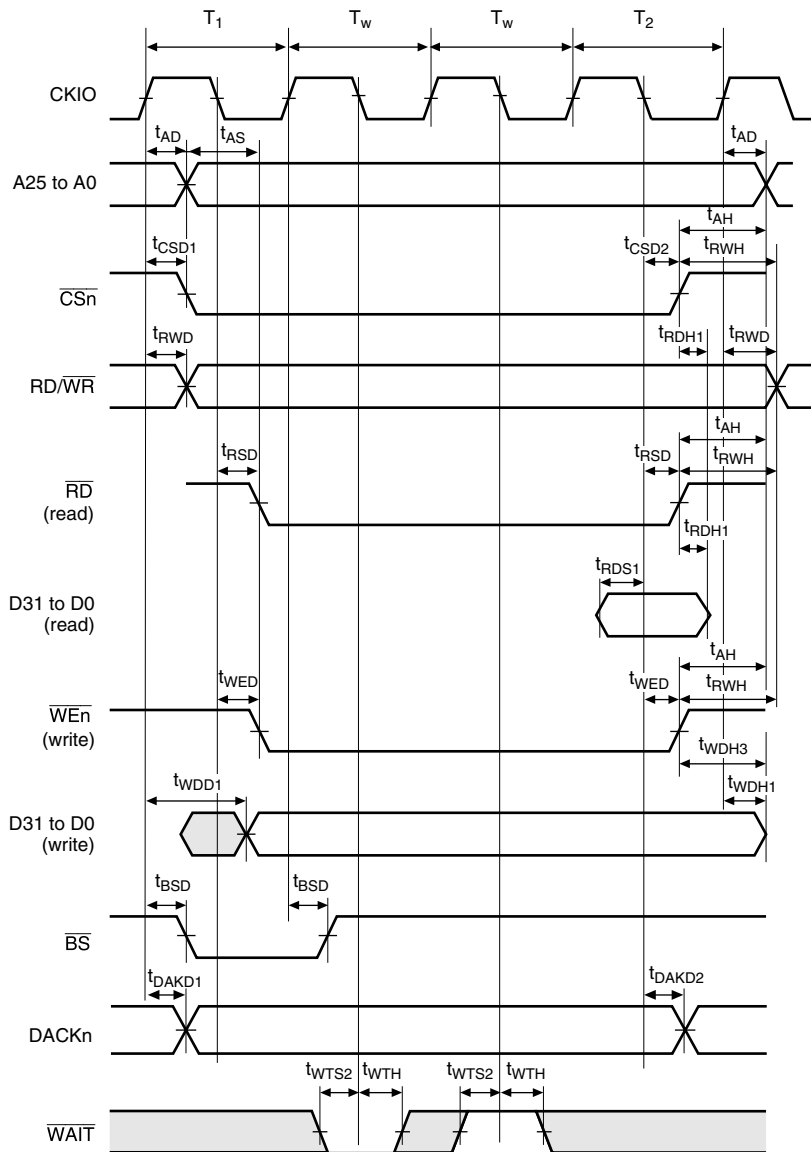 T1 Tw Tw T2
CKIO
tAD tAS tAD
A25 to A0
tAH
tCSD1 tCSD2 tRWH
CSn
tRWD tRDH1 tRWD
RD/WR
tAH
tRSD tRSD tRWH
RD
(read)
tRDH1
tRDS1
D31 to D0
(read)
tAH
tWED tWED tRWH
WEn
(write)
tWDH3
tWDD1 tWDH1
D31 to D0
(write)
tBSD tBSD
BS
tDAKD1 tDAKD2
DACKn
tWTS2 tWTH tWTS2 tWTH
WAIT